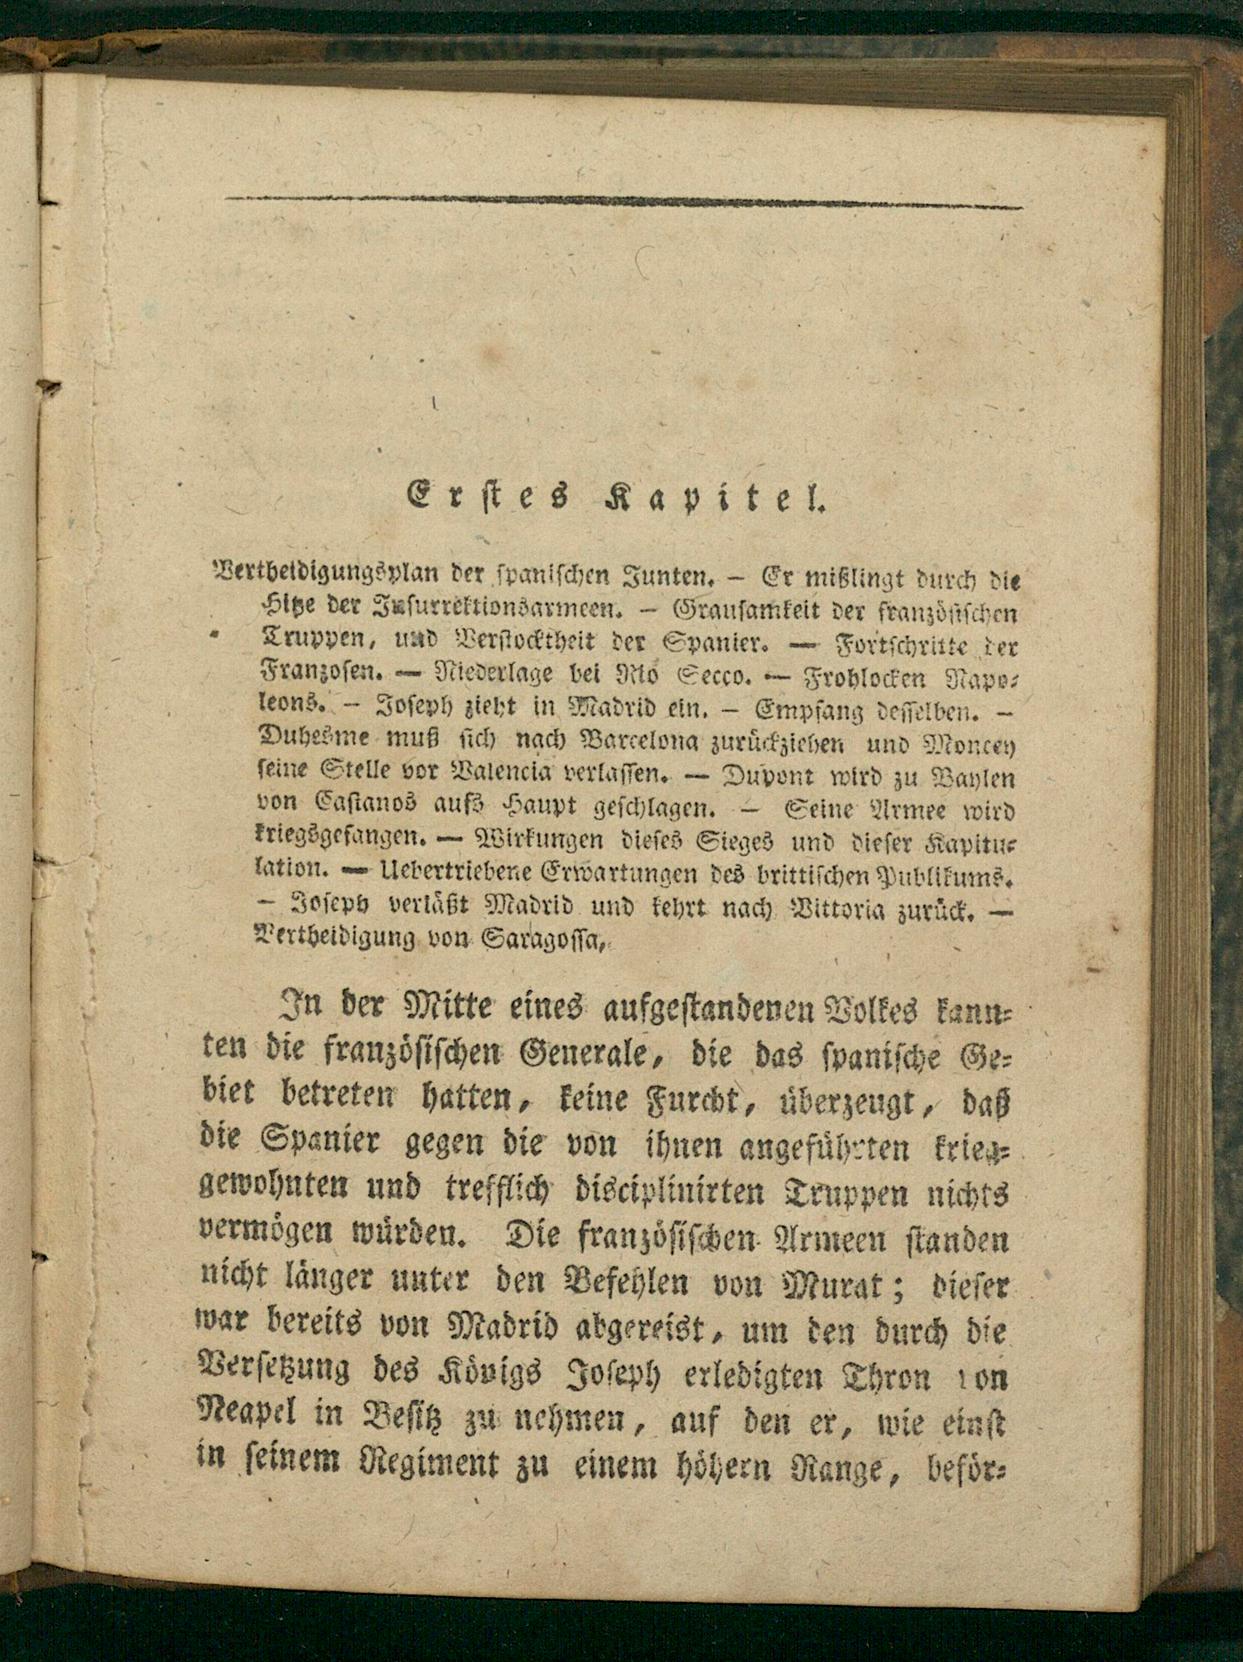 Erstes Kapitel.
Vertheidigungsplan der spanischen Junten. – Er mißlingt durch die
Hitze der Insurrektionsarmeen. – Grausamkeit der französischen
Truppen, und Verstocktheit der Spanier. — Fortschritte der
Franzosen. — Niederlage bei Rio Secco. — Frohlocken Napo-
leons. – Joseph zieht in Madrid ein. – Empfang desselben. –
Duhesme muß sich nach Barcelona zurückziehen und Moncey
seine Stelle vor Valencia verlassen. — Dupont wird zu Baylen
von Castanos aufs Haupt geschlagen. – Seine Armee wird
kriegsgefangen. — Wirkungen dieses Sieges und dieser Kapitu-
lation. — Uebertriebene Erwartungen des brittischen Publikums.
– Joseph verläßt Madrid und kehrt nach Vittoria zurück. —
Vertheidigung von Saragossa.
In der Mitte eines aufgestandenen Volkes kann-
ten die französischen Generale, die das spanische Ge-
biet betreten hatten, keine Furcht, überzeugt, daß
die Spanier gegen die von ihnen angeführten krieg-
gewohnten und trefflich disciplinirten Truppen nichts
vermögen würden. Die französischen Armeen standen
nicht länger unter den Befehlen von Murat; dieser
war bereits von Madrid abgereist, um den durch die
Versetzung des Königs Joseph erledigten Thron von
Neapel in Besitz zu nehmen, auf den er, wie einst
in seinem Regiment zu einem höhern Range, beför-